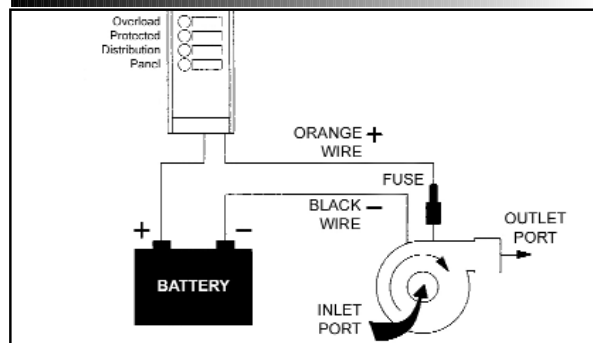 Overload
Protected
Distribution
Panel
ORANGE +
WIRE
FUSE
BLACK –
WIRE
OUTLET
PORT
+ –
BATTERY
INLET
PORT